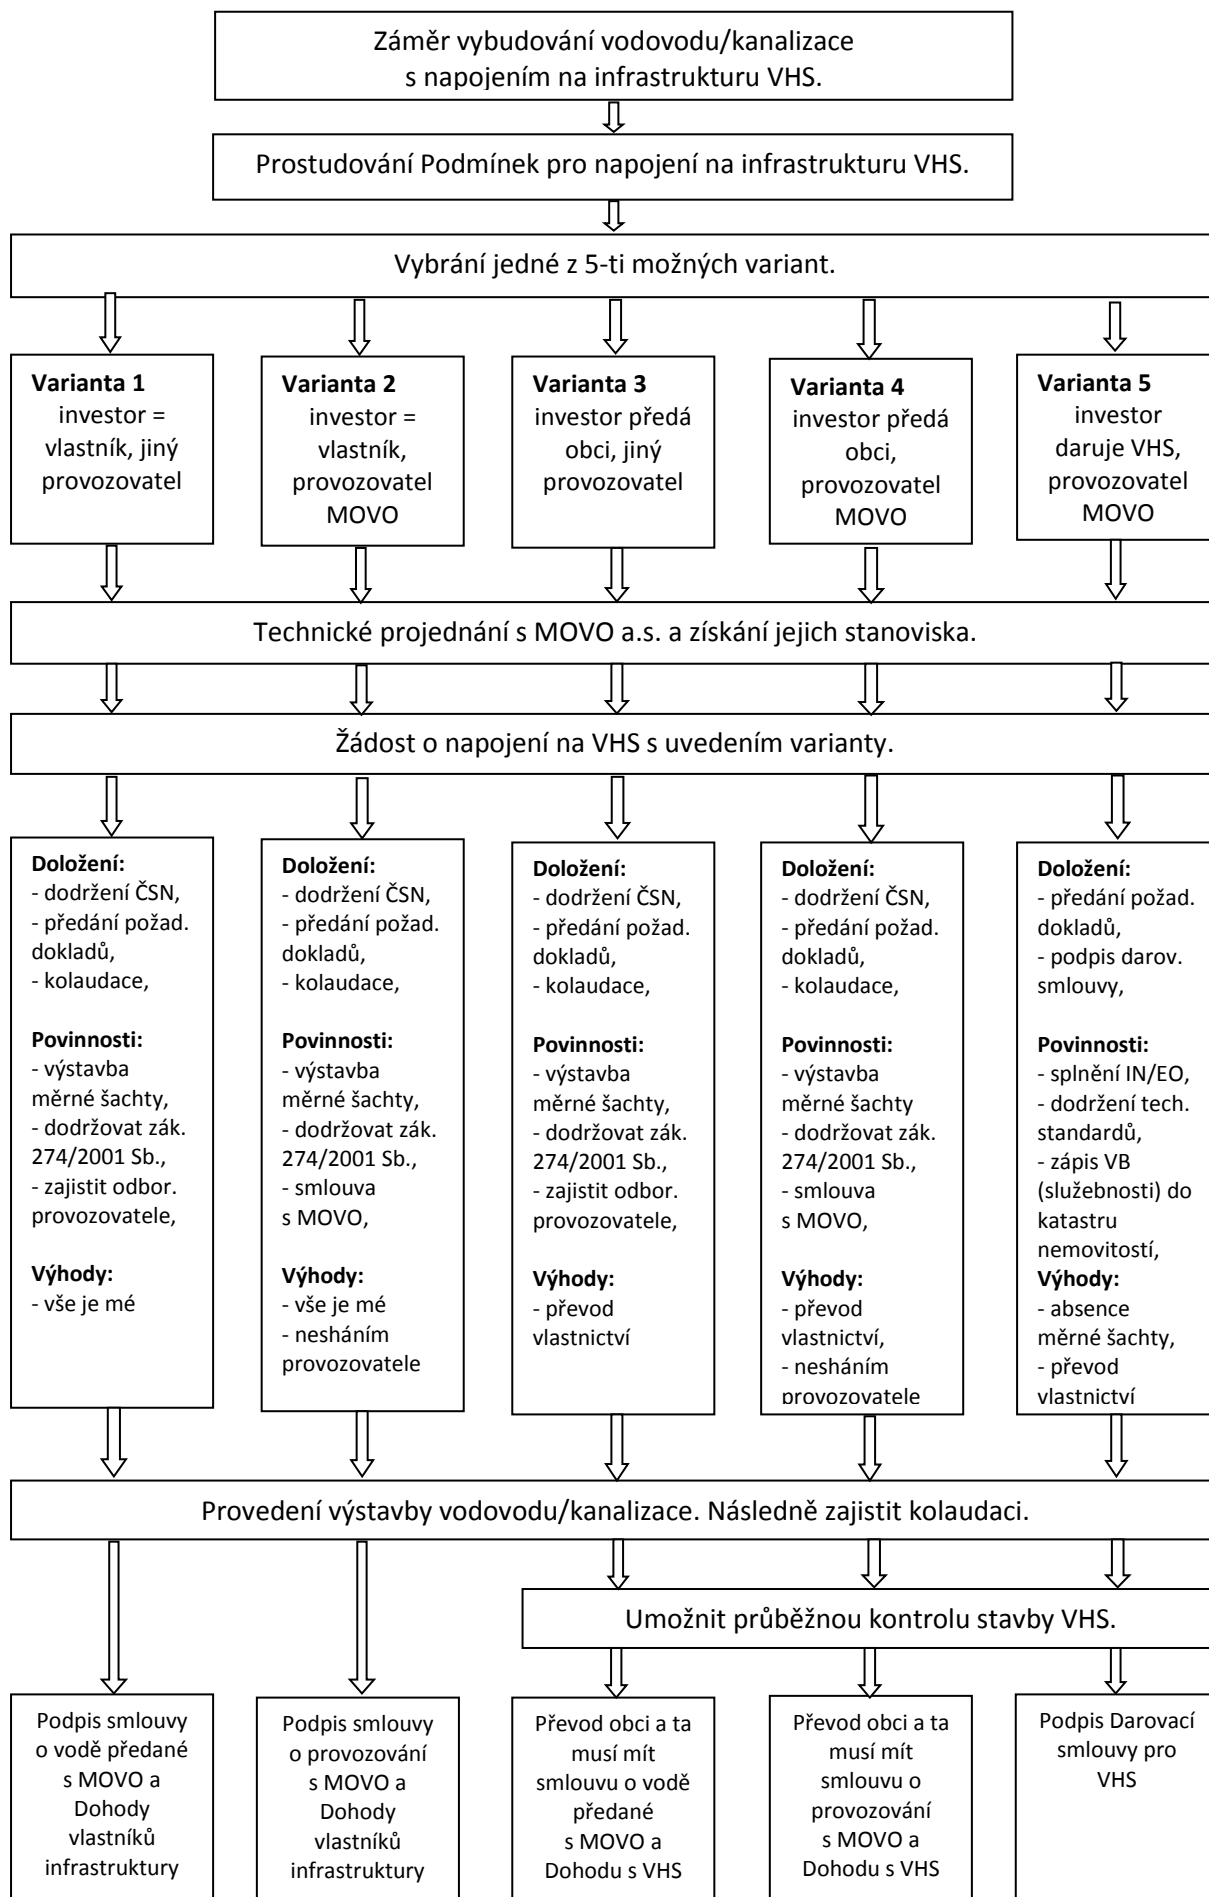 Záměr vybudování vodovodu/kanalizace
s napojením na infrastrukturu VHS.
Prostudování Podmínek pro napojení na infrastrukturu VHS.
Vybrání jedné z 5-ti možných variant.
Varianta 1
investor =
vlastník, jiný
provozovatel
Varianta 2
investor =
vlastník,
provozovatel
MOVO
Varianta 3
investor předá
obci, jiný
provozovatel
Varianta 4
investor předá
obci,
provozovatel
MOVO
Varianta 5
investor
daruje VHS,
provozovatel
MOVO
Technické projednání s MOVO a.s. a získání jejich stanoviska.
Žádost o napojení na VHS s uvedením varianty.
Doložení:
- dodržení ČSN,
- předání požad.
dokladů,
- kolaudace,
Povinnosti:
- výstavba
měrné šachty,
- dodržovat zák.
274/2001 Sb.,
- zajistit odbor.
provozovatele,
Výhody:
- vše je mé
Doložení:
- dodržení ČSN,
- předání požad.
dokladů,
- kolaudace,
Povinnosti:
- výstavba
měrné šachty,
- dodržovat zák.
274/2001 Sb.,
- smlouva
s MOVO,
Výhody:
- vše je mé
- nesháním
provozovatele
Doložení:
- dodržení ČSN,
- předání požad.
dokladů,
- kolaudace,
Povinnosti:
- výstavba
měrné šachty,
- dodržovat zák.
274/2001 Sb.,
- zajistit odbor.
provozovatele,
Výhody:
- převod
vlastnictví
Doložení:
- dodržení ČSN,
- předání požad.
dokladů,
- kolaudace,
Povinnosti:
- výstavba
měrné šachty
- dodržovat zák.
274/2001 Sb.,
- smlouva
s MOVO,
Výhody:
- převod
vlastnictví,
- nesháním
provozovatele
Doložení:
- předání požad.
dokladů,
- podpis darov.
smlouvy,
Povinnosti:
- splnění IN/EO,
- dodržení tech.
standardů,
- zápis VB
(služebnosti) do
katastru
nemovitostí,
Výhody:
- absence
měrné šachty,
- převod
vlastnictví
Provedení výstavby vodovodu/kanalizace. Následně zajistit kolaudaci.
Umožnit průběžnou kontrolu stavby VHS.
Podpis smlouvy
o vodě předané
s MOVO a
Dohody
vlastníků
infrastruktury
Podpis smlouvy
o provozování
s MOVO a
Dohody
vlastníků
infrastruktury
Převod obci a ta
musí mít
smlouvu o vodě
předané
s MOVO a
Dohodu s VHS
Převod obci a ta
musí mít
smlouvu o
provozování
s MOVO a
Dohodu s VHS
Podpis Darovací
smlouvy pro
VHS